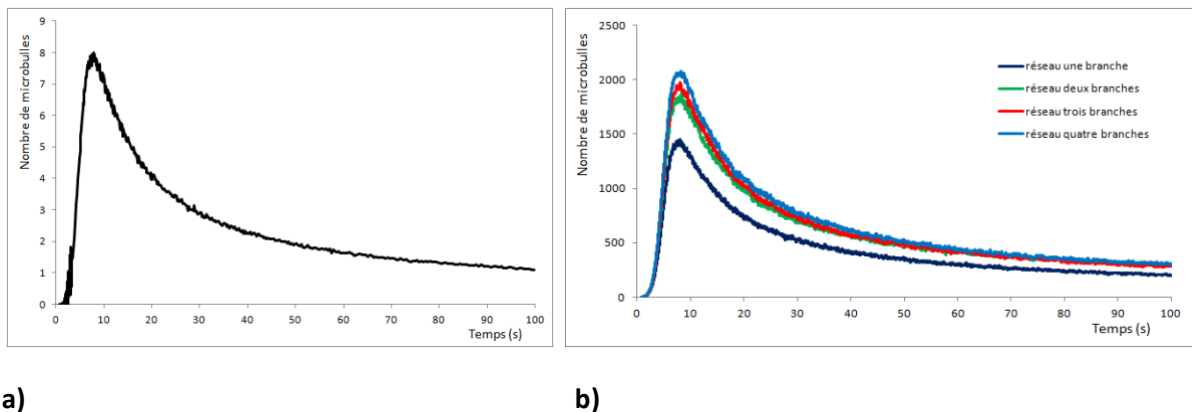 Nombre de microbulles
9
8
7
6
5
4
3
2
1
0
0 10 20 30 40 50 60 70 80 90 100
Temps (s)
a)
Nombre de microbulles
2500
2000
1500
1000
500
0
réseau une branche
réseau deux branches
réseau trois branches
réseau quatre branches
0 10 20 30 40 50 60 70 80 90 100
Temps (s)
b)